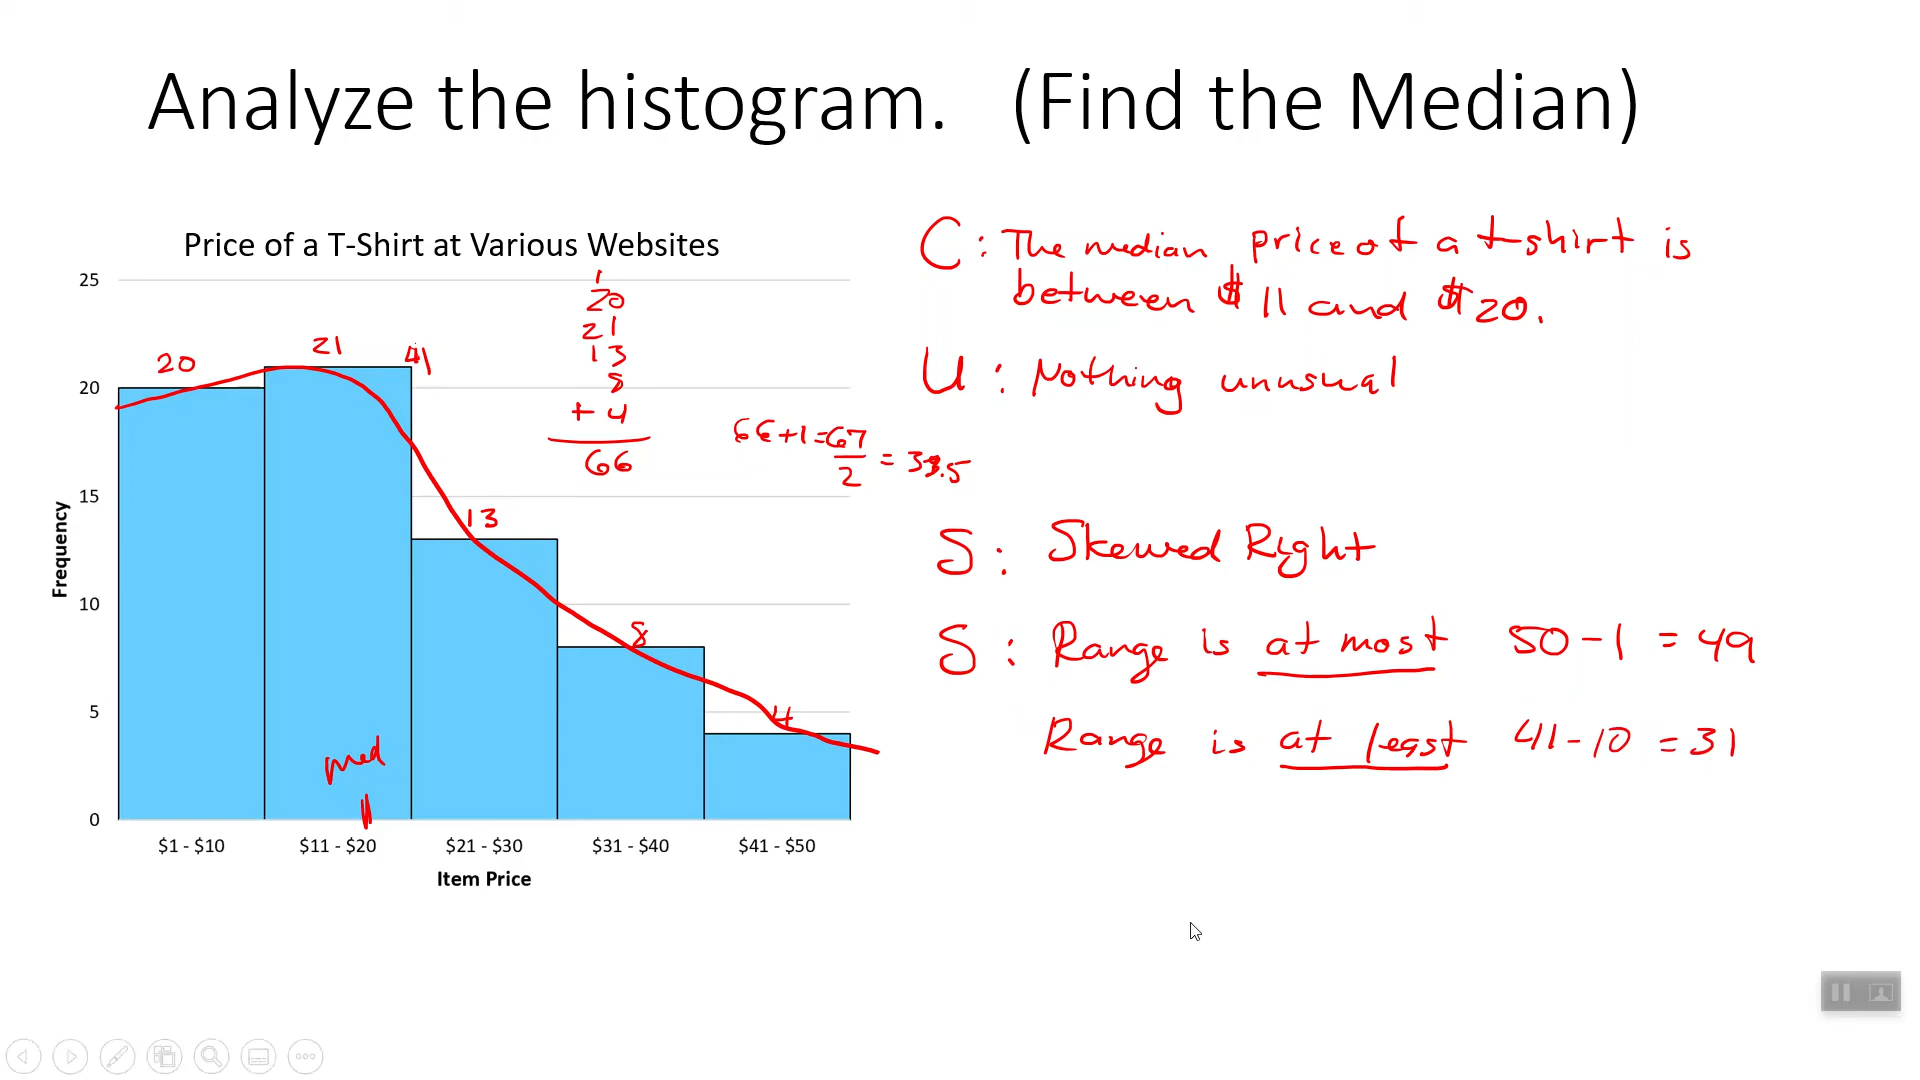 Analyze the histogram. (Find the Median)
Price of a T-Shirt at Various Websites
25
20
15
10
5
0
Frequency
$1 - $10
$11 - $20
$21 - $30
$31 - $40
$41 - $50
Item Price
20
21
41
13
8
4
med
1
20
21
13
8
+ 4
66
66+1=67
2
= 33.5
C: The median price of a t-shirt is
between $11 and $20.
U: Nothing unusual
S: Skewed Right
S: Range is at most 50-1 = 49
Range is at least 41-10 = 31